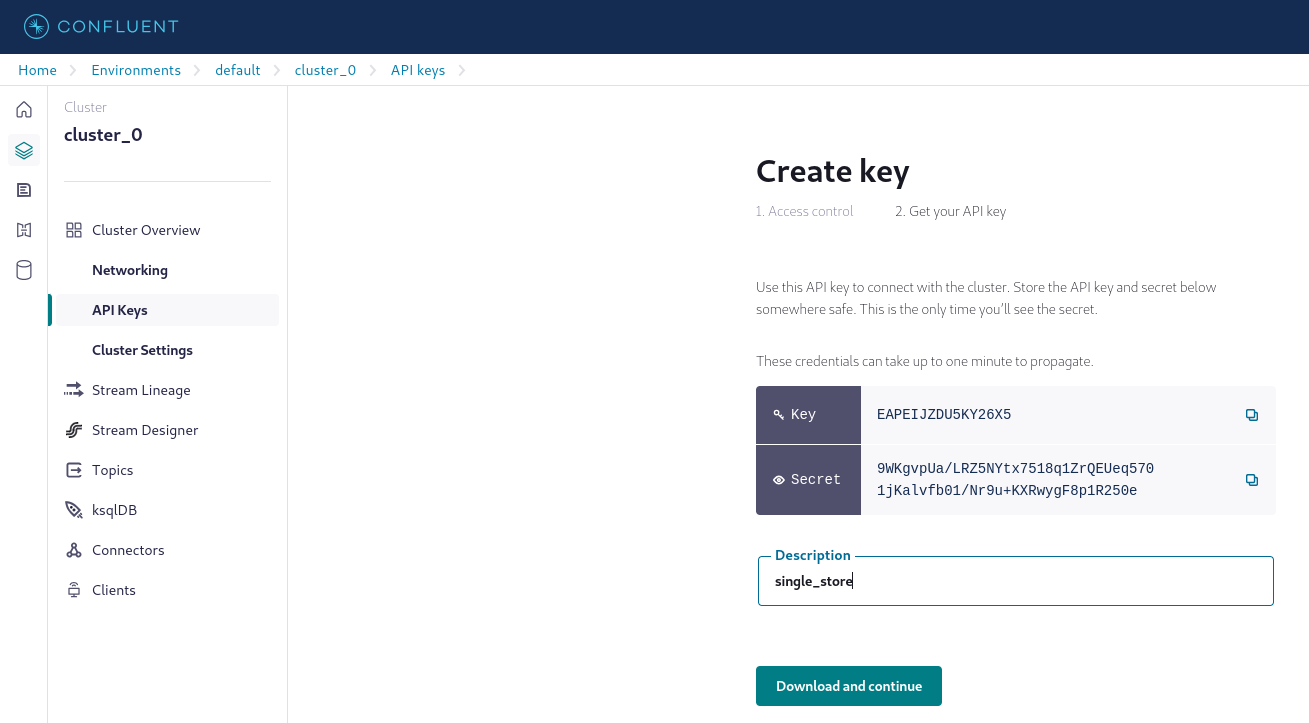 CONFLUENT
Home
Environments
default
cluster_0
API keys
Cluster
cluster_0
Cluster Overview
Networking
API Keys
Cluster Settings
Stream Lineage
Stream Designer
Topics
ksqlDB
Connectors
Clients
Create key
1. Access control
2. Get your API key
Use this API key to connect with the cluster. Store the API key and secret below
somewhere safe. This is the only time you’ll see the secret.
These credentials can take up to one minute to propagate.
Key
EAPEIJZDU5KY26X5
Secret
9WKgvpUa/LRZ5NYtx7518q1ZrQEUeq570
1jKalvfb01/Nr9u+KXRwygF8p1R250e
Description
single_store
Download and continue